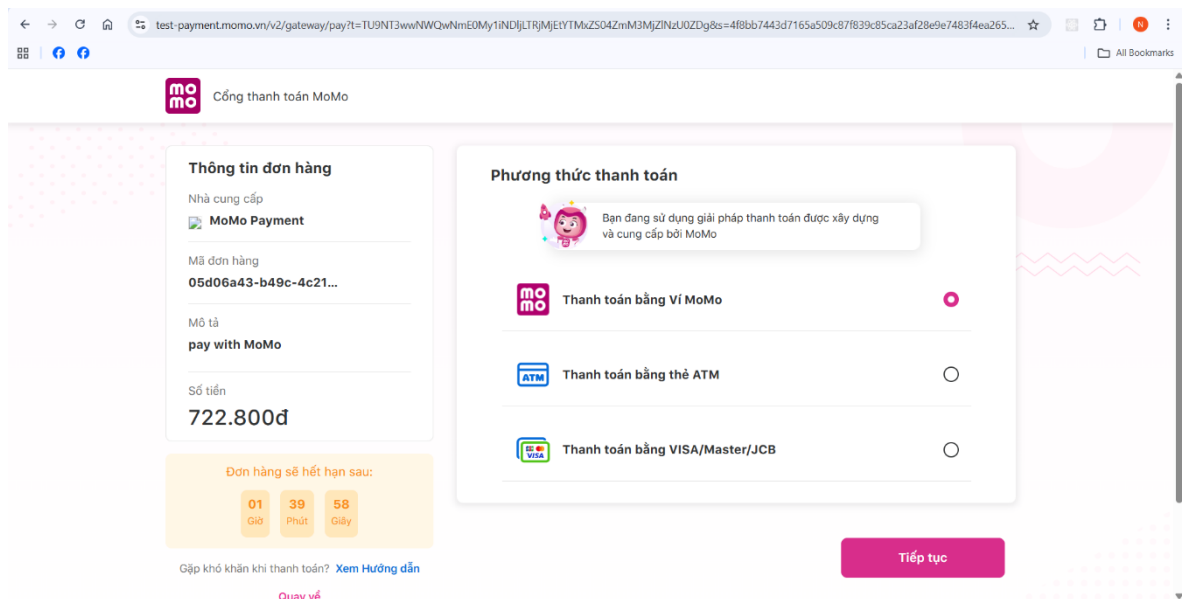 test-payment.momo.vn/v2/gateway/pay?t=TU9NT3wwNWQwNmE0My1iNDljLTRjMjEtYTMxZS04ZmM3MjZlNzU0ZDg&s=4f8bb7443d7165a509c87f839c85ca23af28e9e7483f4ea265...
N
All Bookmarks
mo
mo
Cổng thanh toán MoMo
Thông tin đơn hàng
Nhà cung cấp
MoMo Payment
Mã đơn hàng
05d06a43-b49c-4c21...
Mô tả
pay with MoMo
Số tiền
722.800đ
Đơn hàng sẽ hết hạn sau:
01 39 58
Giờ Phút Giây
Gặp khó khăn khi thanh toán? Xem Hướng dẫn
Quay về
Phương thức thanh toán
Bạn đang sử dụng giải pháp thanh toán được xây dựng
và cung cấp bởi MoMo
mo
mo
Thanh toán bằng Ví MoMo
ATM
Thanh toán bằng thẻ ATM
VISA
Thanh toán bằng VISA/Master/JCB
Tiếp tục